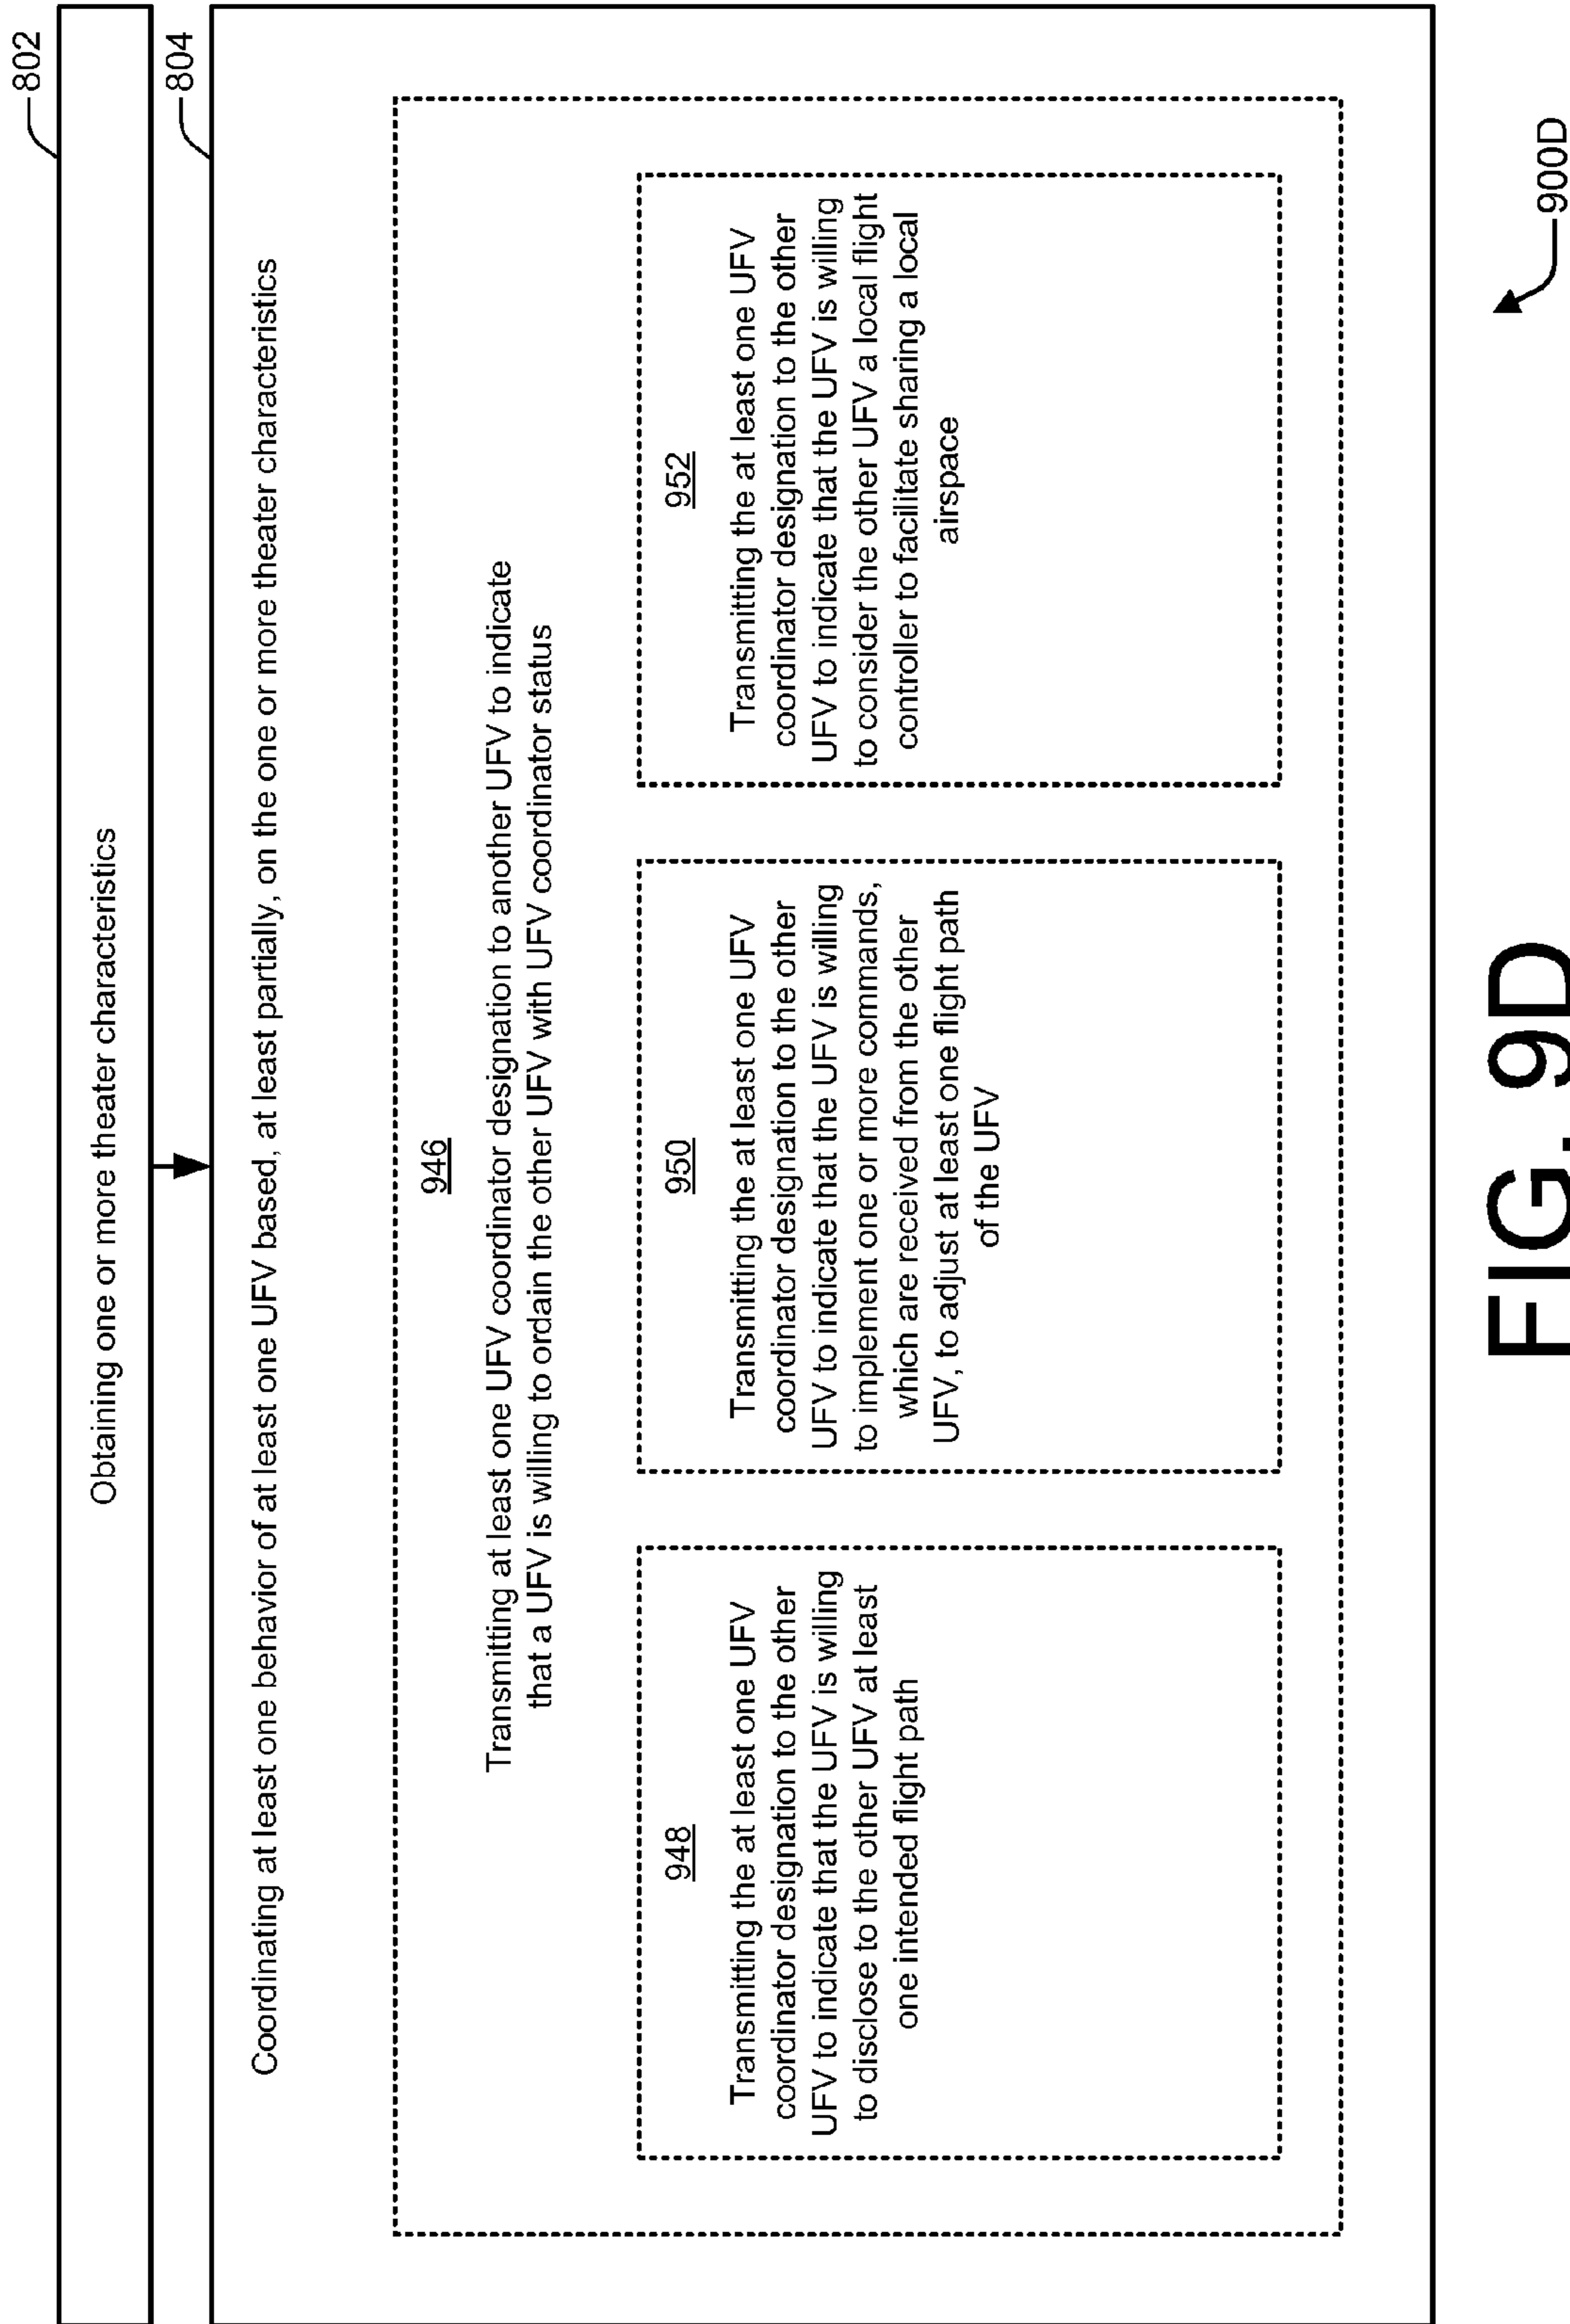 802
Obtaining one or more theater characteristics
804
Coordinating at least one behavior of at least one UFV based, at least partially, on the one or more theater characteristics
946
Transmitting at least one UFV coordinator designation to another UFV to indicate
that a UFV is willing to ordain the other UFV with UFV coordinator status
948
Transmitting the at least one UFV
coordinator designation to the other
UFV to indicate that the UFV is willing
to disclose to the other UFV at least
one intended flight path
950
Transmitting the at least one UFV
coordinator designation to the other
UFV to indicate that the UFV is willing
to implement one or more commands,
which are received from the other
UFV, to adjust at least one flight path
of the UFV
952
Transmitting the at least one UFV
coordinator designation to the other
UFV to indicate that the UFV is willing
to consider the other UFV a local flight
controller to facilitate sharing a local
airspace
900D
FIG. 9D